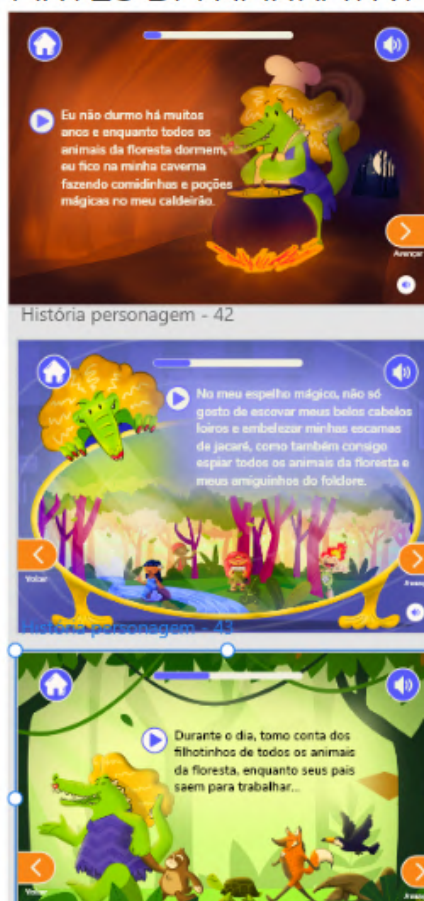 Eu não durmo há muitos
anos e enquanto todos os
animais da floresta dormem,
eu fico na minha caverna
fazendo comidinhas e poções
mágicas no meu caldeirão.
Avançar
História personagem - 42
No meu espelho mágico, não só
gosto de escovar meus belos cabelos
loiros e embelezar minhas escamas
de jacaré, como também consigo
espiar todos os animais da floresta e
meus amiguinhos do folclore.
Voltar
História personagem - 43
Durante o dia, tomo conta dos
filhotinhos de todos os animais
da floresta, enquanto seus pais
saem para trabalhar...
Voltar